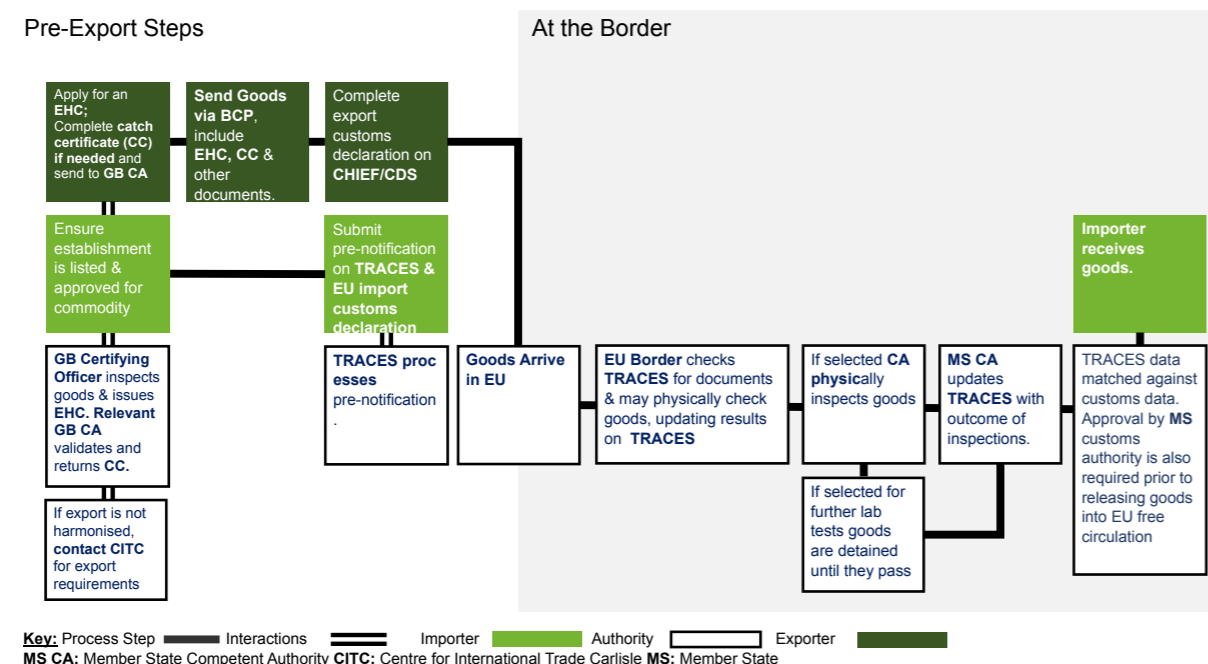 Pre-Export Steps
At the Border
Apply for an
EHC;
Complete catch
certificate (CC)
if needed and
send to GB CA
Send Goods
via BCP,
include
EHC, CC &
other
documents.
Complete
export
customs
declaration on
CHIEF/CDS
Ensure
establishment
is listed &
approved for
commodity
Submit
pre-notification
on TRACES &
EU import
customs
declaration
Importer
receives
goods.
GB Certifying
Officer inspects
goods & issues
EHC. Relevant
GB CA
validates and
returns CC.
TRACES proc
esses
pre-notification
.
Goods Arrive
in EU
EU Border checks
TRACES for documents
& may physically check
goods, updating results
on TRACES
If selected CA
physically
inspects goods
MS CA
updates
TRACES with
outcome of
inspections.
TRACES data
matched against
customs data.
Approval by MS
customs
authority is also
required prior to
releasing goods
into EU free
circulation
If export is not
harmonised,
contact CITC
for export
requirements
If selected for
further lab
tests goods
are detained
until they pass
Key: Process Step Interactions Importer Authority Exporter
MS CA: Member State Competent Authority CITC: Centre for International Trade Carlisle MS: Member State